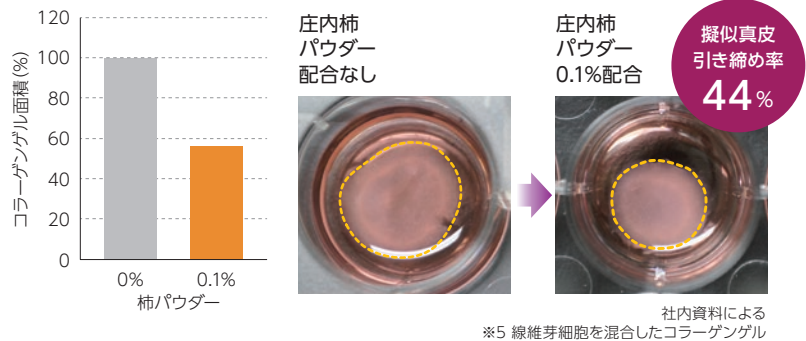 コラーゲンゲル面積(%)
120
100
80
60
40
20
0
0%
0.1%
柿パウダー
庄内柿
パウダー
配合なし
庄内柿
パウダー
0.1%配合
擬似真皮
引き締め率
44%
社内資料による
※5 線維芽細胞を混合したコラーゲンゲル